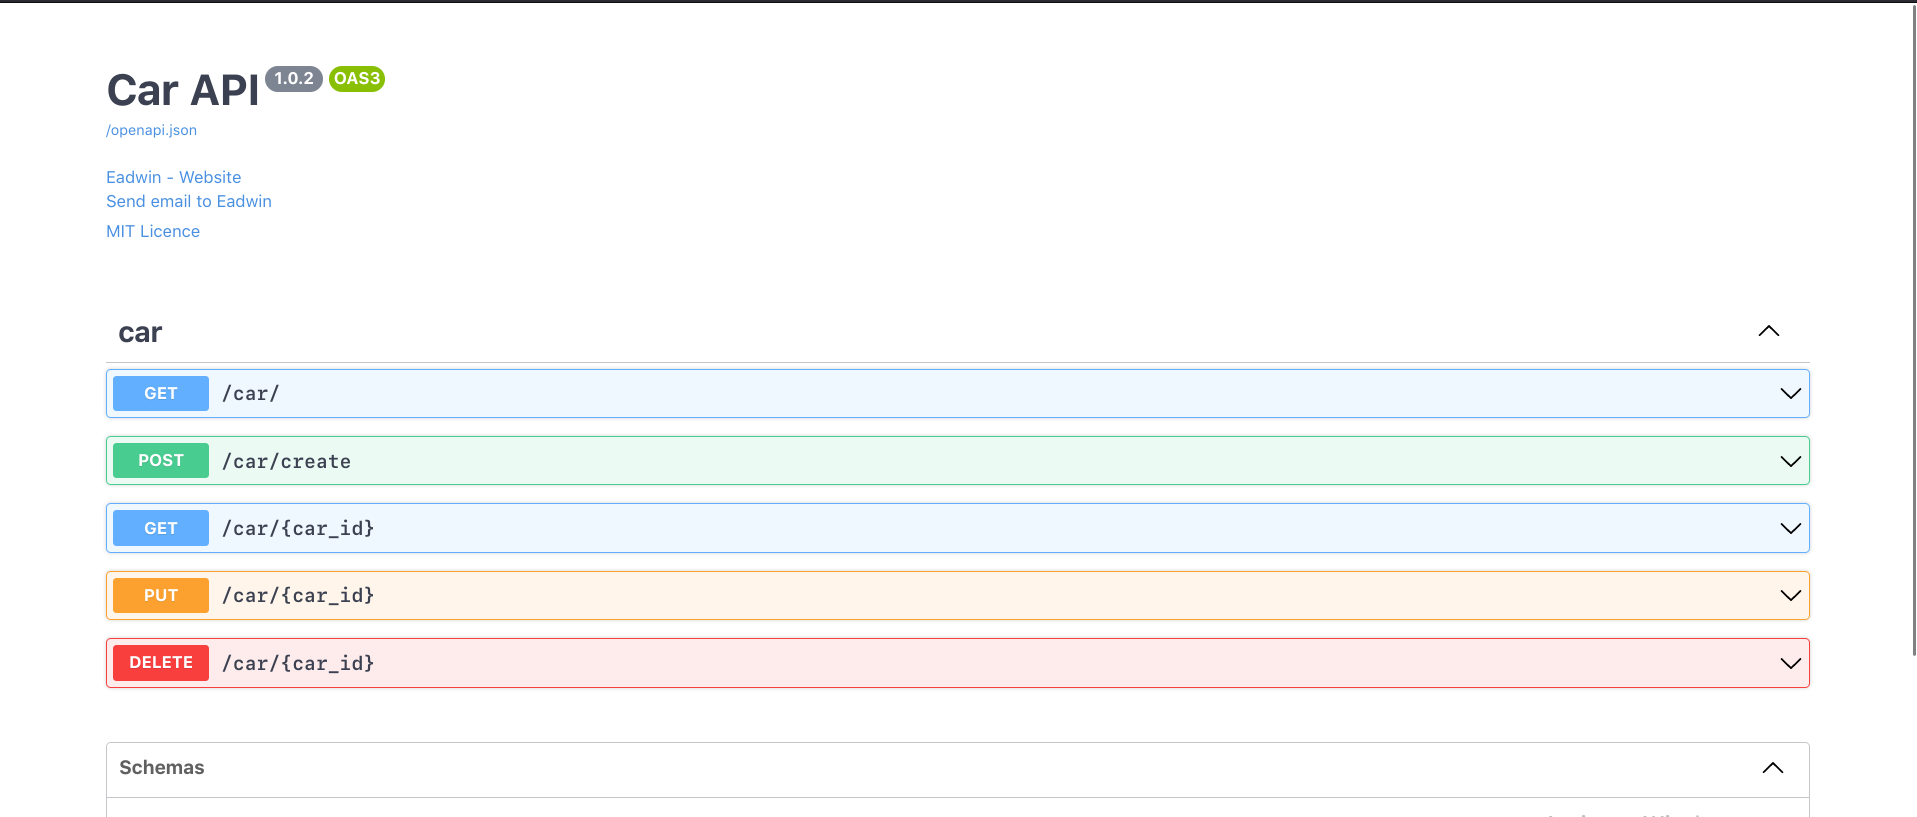 Car API 1.0.2 OAS3
/openapi.json
Eadwin - Website
Send email to Eadwin
MIT Licence
car
GET /car/
POST /car/create
GET /car/{car_id}
PUT /car/{car_id}
DELETE /car/{car_id}
Schemas